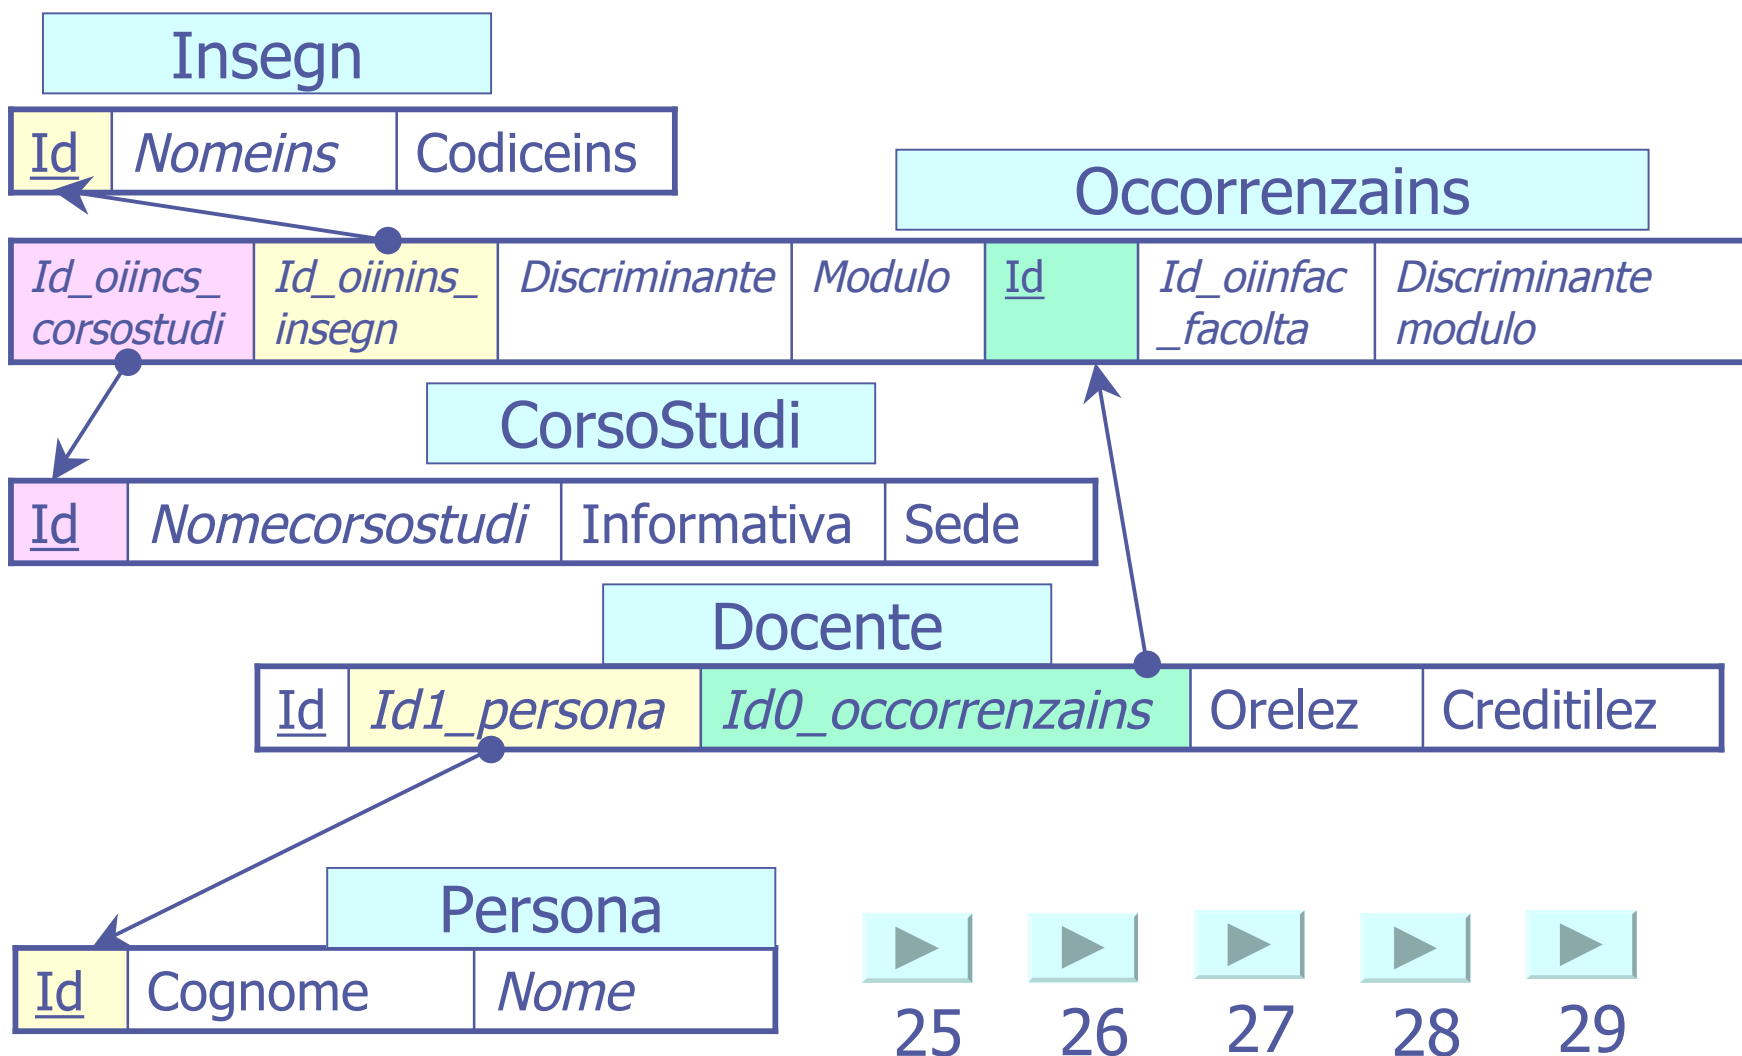 Insegn
Id Nomeins Codiceins
Occorrenzains
Id_oiincs_ Id_oiinins_ Discriminante Modulo Id Id_oiinfac Discriminante
corsostudi insegn _facolta modulo
CorsoStudi
Id Nomecorsostudi Informativa Sede
Docente
Id Id1_persona Id0_occorrenzains Orelez Creditilez
Persona
Id Cognome Nome
25 26 27 28 29